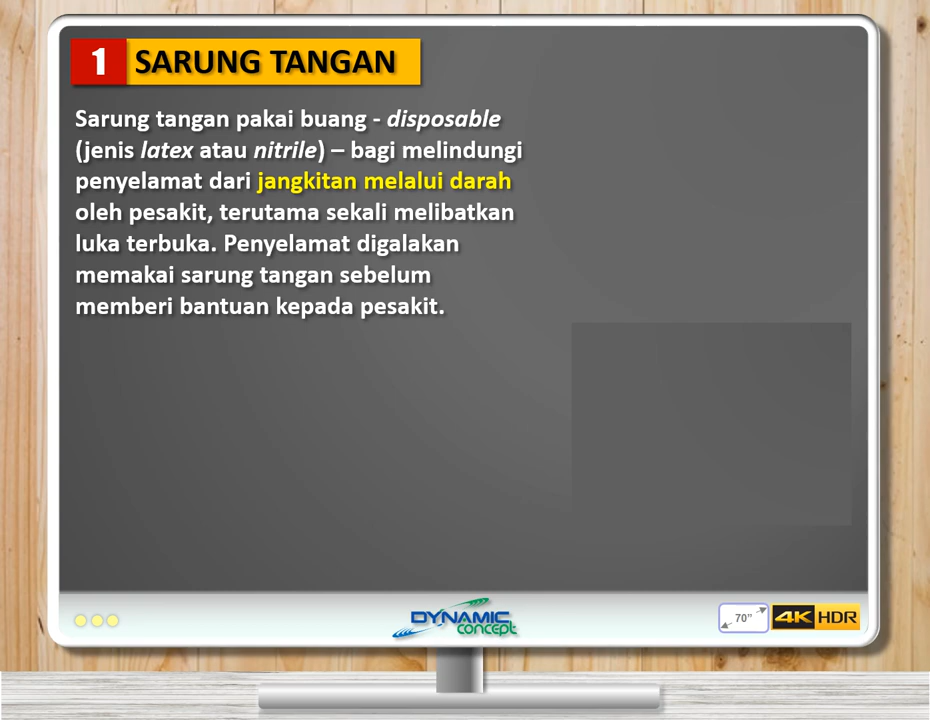 1 SARUNG TANGAN
Sarung tangan pakai buang - disposable
(jenis latex atau nitrile) – bagi melindungi
penyelamat dari jangkitan melalui darah
oleh pesakit, terutama sekali melibatkan
luka terbuka. Penyelamat digalakan
memakai sarung tangan sebelum
memberi bantuan kepada pesakit.
DYNAMIC
concept
70”
4K HDR